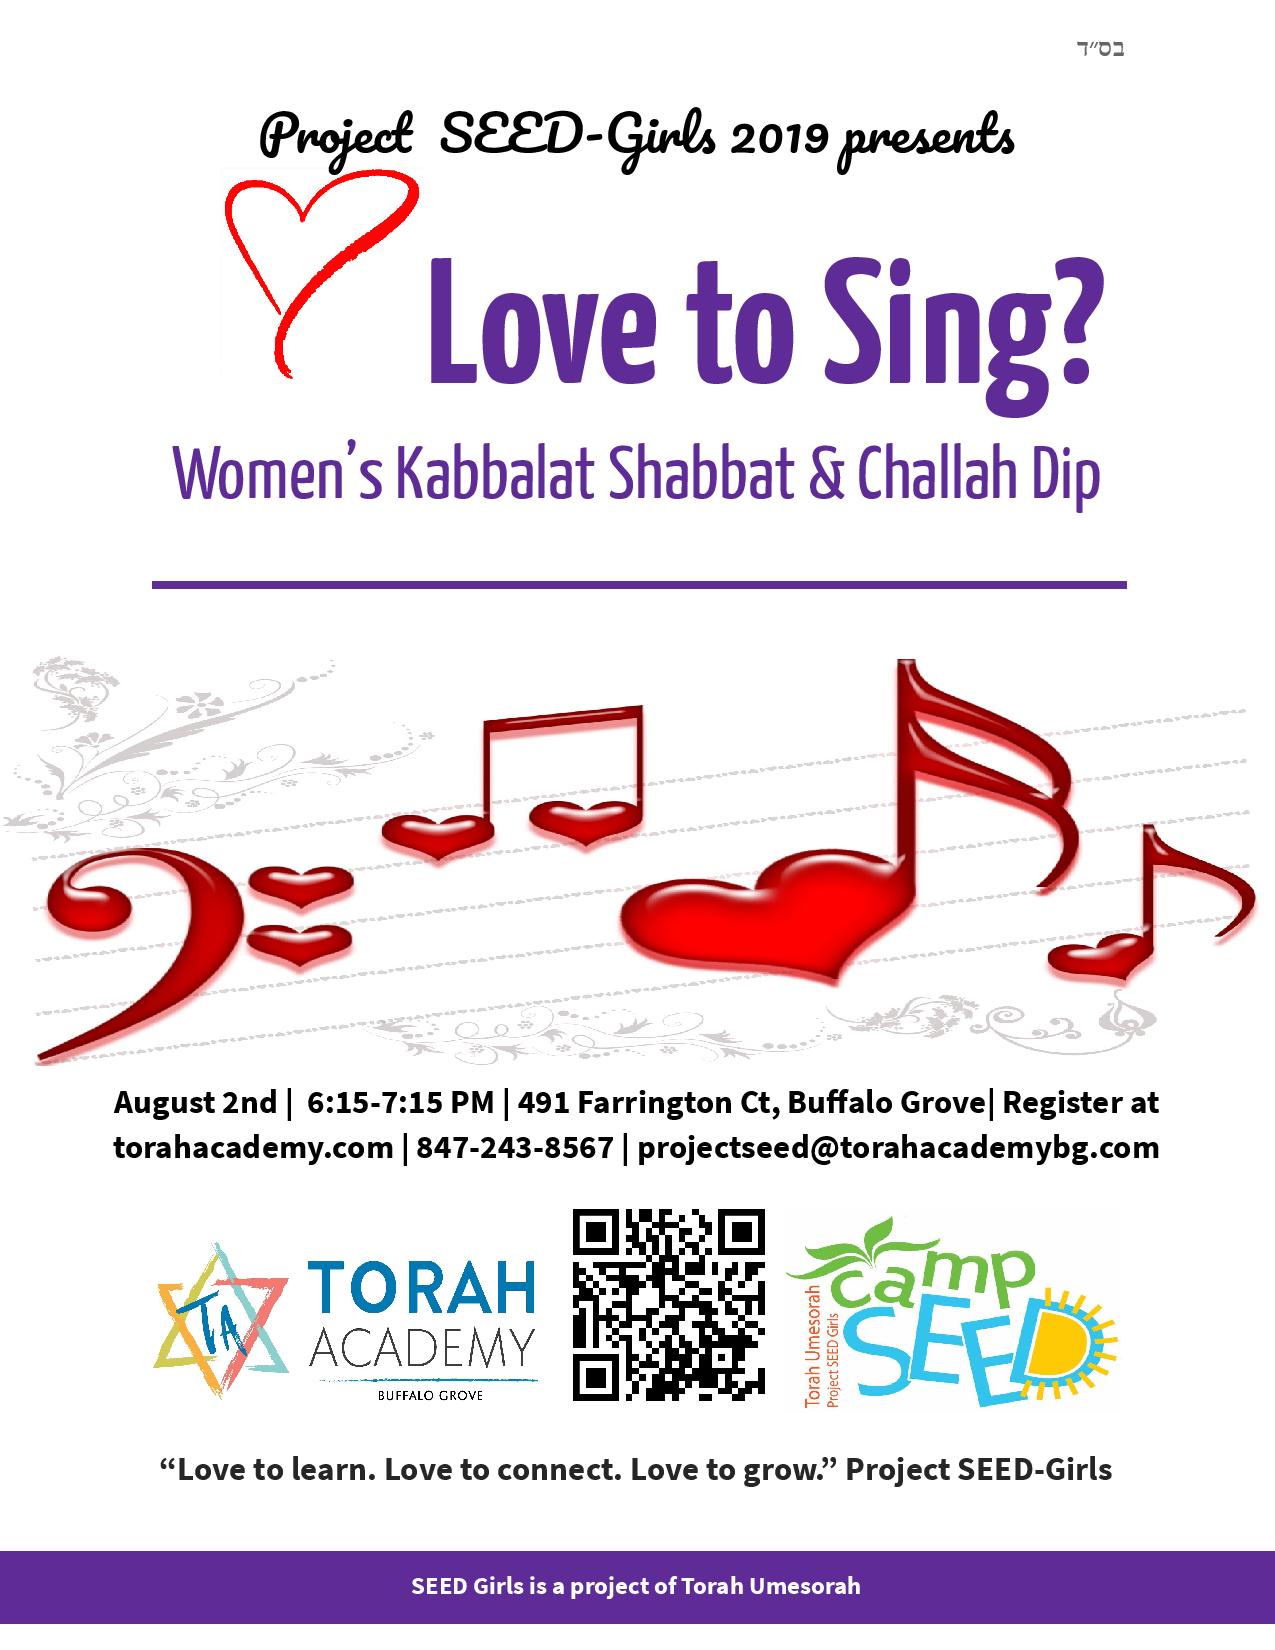 בס״ד
Project SEED-Girls 2019 presents
Love to Sing?
Women’s Kabbalat Shabbat & Challah Dip
August 2nd | 6:15-7:15 PM | 491 Farrington Ct, Buffalo Grove| Register at
torahacademy.com | 847-243-8567 | projectseed@torahacademybg.com
TA
TORAH
ACADEMY
BUFFALO GROVE
camp
SEED
Torah Umesorah
Project SEED Girls
“Love to learn. Love to connect. Love to grow.” Project SEED-Girls
SEED Girls is a project of Torah Umesorah